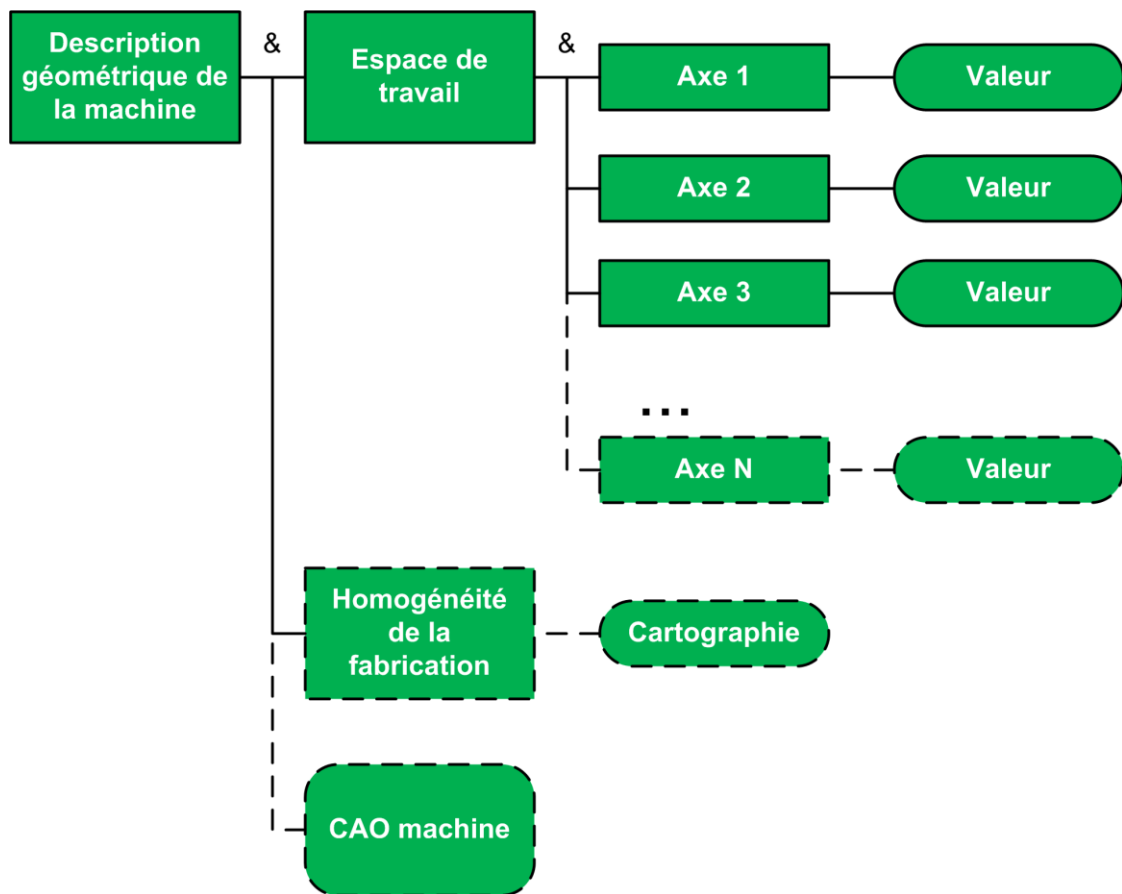 Description
géométrique de
la machine
&
Espace de
travail
&
Axe 1
Valeur
Axe 2
Valeur
Axe 3
Valeur
...
Axe N
Valeur
Homogénéité
de la
fabrication
Cartographie
CAO machine